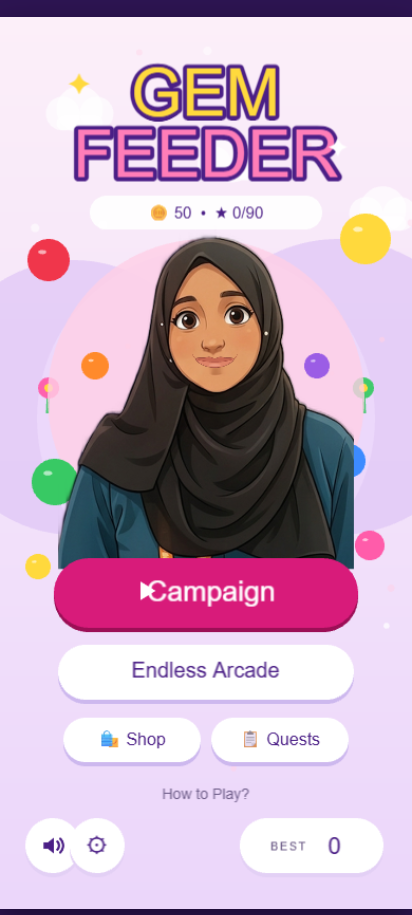 GEM
FEEDER
50 • ★ 0/90
Campaign
Endless Arcade
Shop
Quests
How to Play?
BEST 0